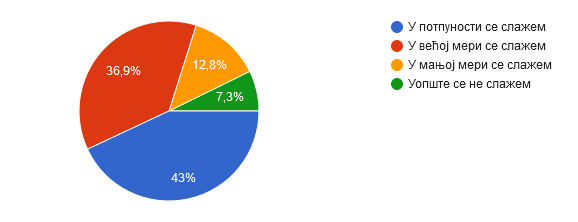 У потпуности се слажем
У већој мери се слажем
У мањој мери се слажем
Уопште се не слажем
36,9%
12,8%
7,3%
43%